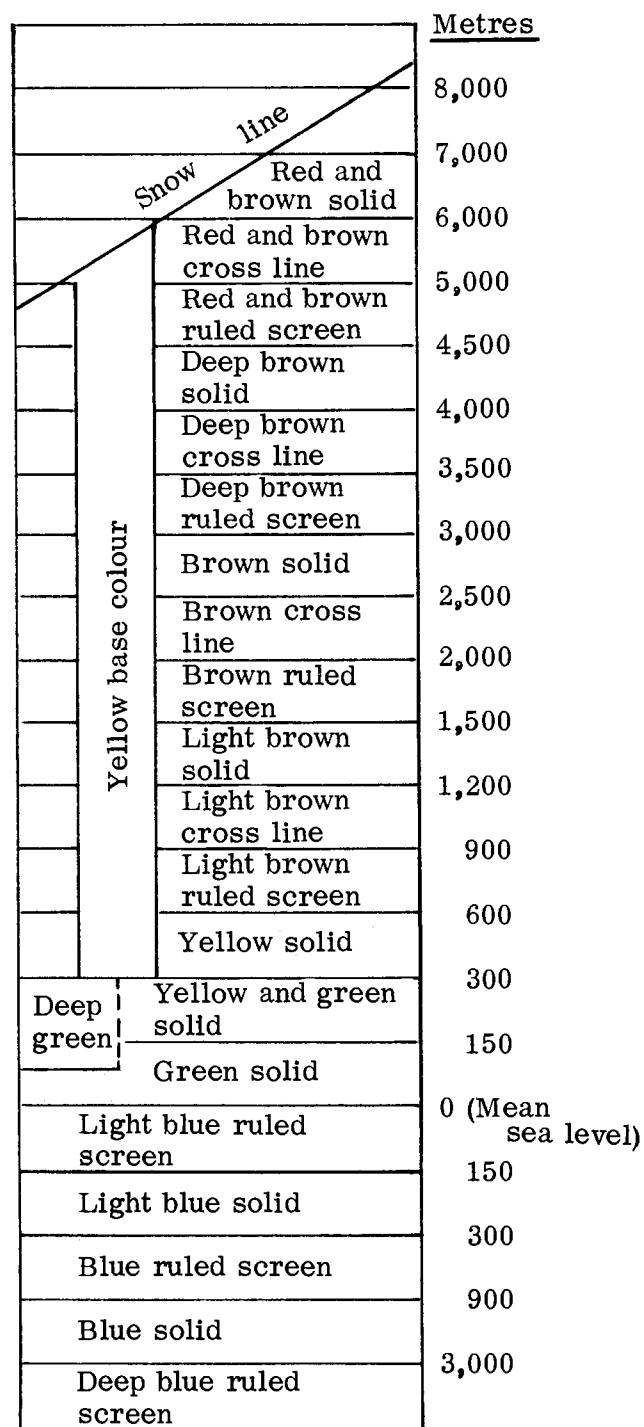 Metres
8,000
Snow line
7,000
Red and
brown solid
6,000
Red and brown
cross line
5,000
Red and brown
ruled screen
4,500
Deep brown
solid
4,000
Deep brown
cross line
3,500
Deep brown
ruled screen
3,000
Brown solid
2,500
Brown cross
line
2,000
Brown ruled
screen
1,500
Light brown
solid
1,200
Light brown
cross line
900
Light brown
ruled screen
600
Yellow solid
300
Yellow base colour
Deep
green
Yellow and green
solid
150
Green solid
0 (Mean
sea level)
Light blue ruled
screen
150
Light blue solid
300
Blue ruled screen
900
Blue solid
3,000
Deep blue ruled
screen